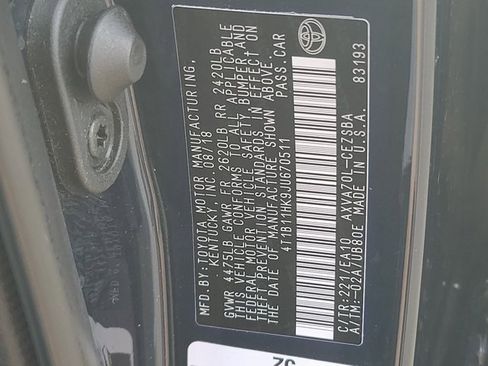 MFD. BY:TOYOTA MOTOR MANUFACTURING,
KENTUCKY, INC. 08/18
GVWR 4475LB GAWR FR 2620LB RR 2420LB
THIS VEHICLE CONFORMS TO ALL APPLICABLE
FEDERAL MOTOR VEHICLE SAFETY, BUMPER, AND
THEFT PREVENTION STANDARDS IN EFFECT ON
THE DATE OF MANUFACTURE SHOWN ABOVE.
4T1B11HK9JU670511 PASS.CAR
C/TR:221/EA10 AXVA70L-CEZSBA
A/TM:-02A/UB80E MADE IN U.S.A. 83193